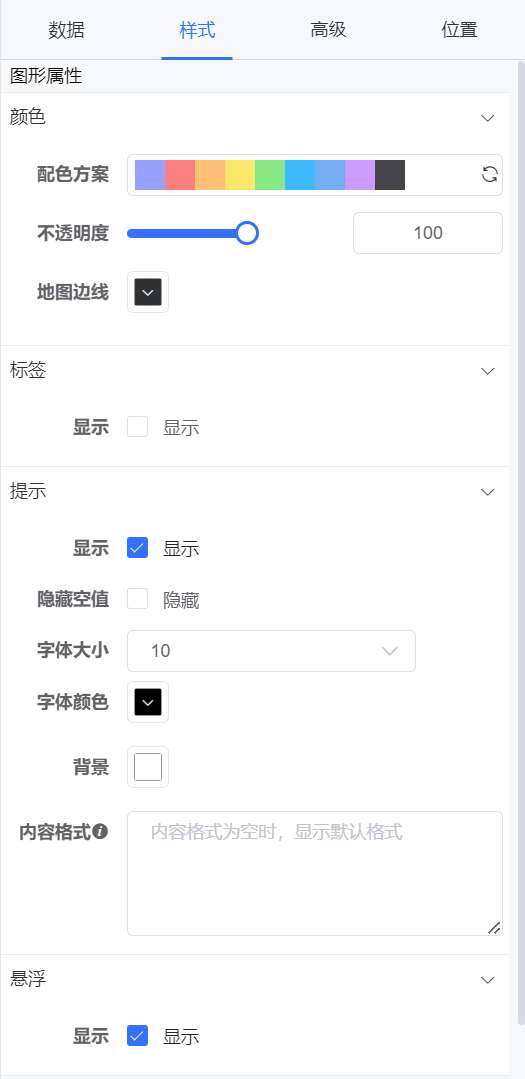 数据 样式 高级 位置
图形属性
颜色
配色方案
不透明度 100
地图边线
标签
显示 显示
提示
显示 显示
隐藏空值 隐藏
字体大小 10
字体颜色
背景
内容格式 内容格式为空时，显示默认格式
悬浮
显示 显示